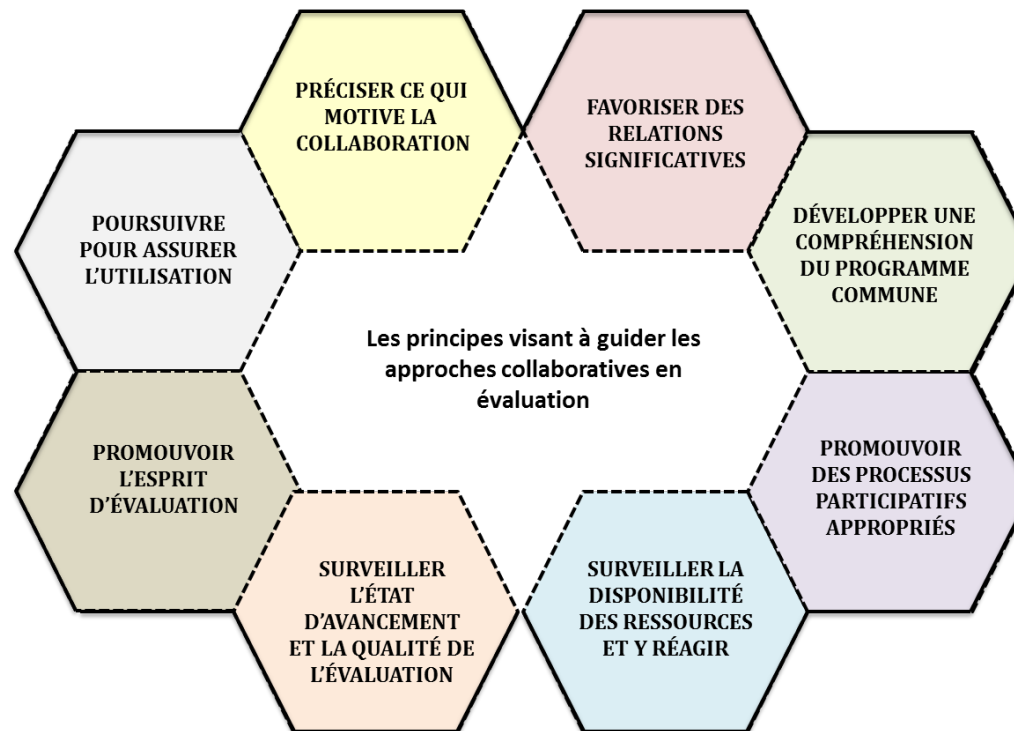 PRÉCISER CE QUI
MOTIVE LA
COLLABORATION
FAVORISER DES
RELATIONS
SIGNIFICATIVES
DÉVELOPPER UNE
COMPRÉHENSION
DU PROGRAMME
COMMUNE
PROMOUVOIR
DES PROCESSUS
PARTICIPATIFS
APPROPRIÉS
SURVEILLER LA
DISPONIBILITÉ
DES RESSOURCES
ET Y RÉAGIR
SURVEILLER
L’ÉTAT
D’AVANCEMENT
ET LA QUALITÉ DE
L’ÉVALUATION
PROMOUVOIR
L’ESPRIT
D’ÉVALUATION
POURSUIVRE
POUR ASSURER
L’UTILISATION
Les principes visant à guider les
approches collaboratives en
évaluation